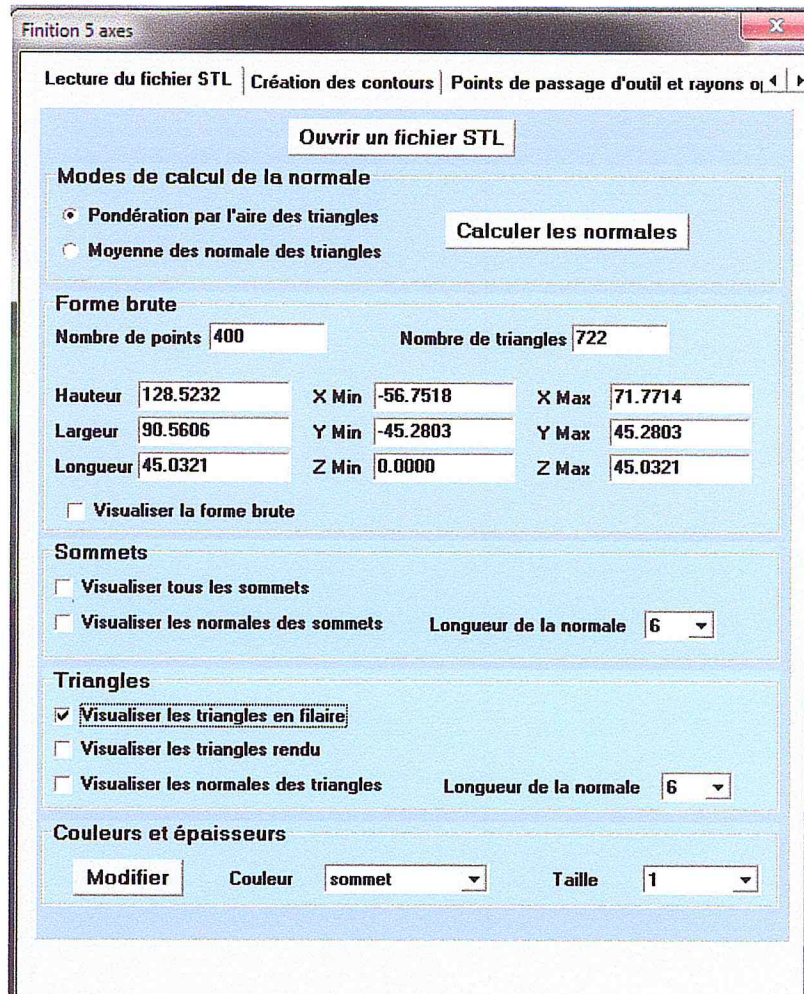 Finition 5 axes
Lecture du fichier STL Création des contours Points de passage d'outil et rayons o
Ouvrir un fichier STL
Modes de calcul de la normale
Pondération par l'aire des triangles
Calculer les normales
Moyenne des normale des triangles
Forme brute
Nombre de points 400 Nombre de triangles 722
Hauteur 128.5232 X Min -56.7518 X Max 71.7714
Largeur 90.5606 Y Min -45.2803 Y Max 45.2803
Longueur 45.0321 Z Min 0.0000 Z Max 45.0321
Visualiser la forme brute
Sommets
Visualiser tous les sommets
Visualiser les normales des sommets Longueur de la normale 6
Triangles
Visualiser les triangles en filaire
Visualiser les triangles rendu
Visualiser les normales des triangles Longueur de la normale 6
Couleurs et épaisseurs
Modifier Couleur sommet Taille 1